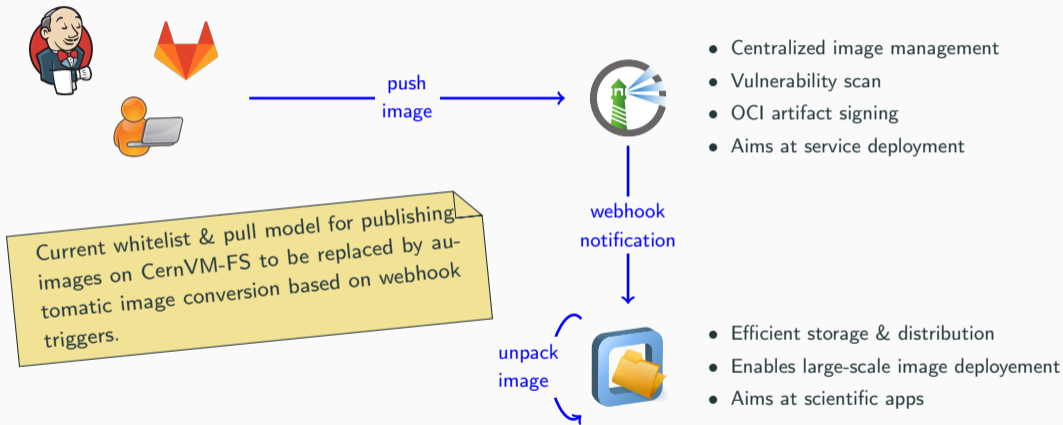 push
image
• Centralized image management
• Vulnerability scan
• OCI artifact signing
• Aims at service deployment
webhook
notification
Current whitelist & pull model for publishing
images on CernVM-FS to be replaced by au-
tomatic image conversion based on webhook
triggers.
unpack
image
• Efficient storage & distribution
• Enables large-scale image deployement
• Aims at scientific apps